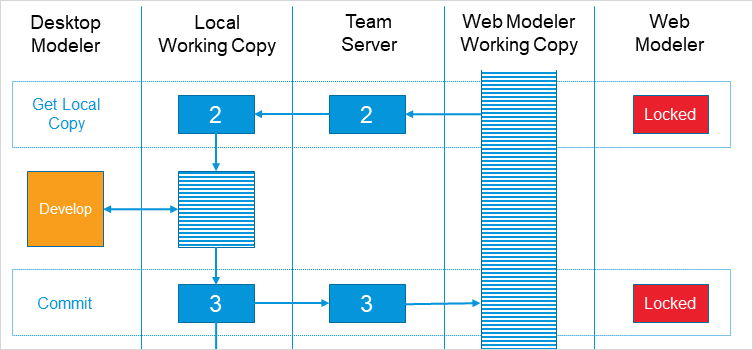 Desktop
Modeler
Local
Working Copy
Team
Server
Web Modeler
Working Copy
Web
Modeler
Get Local
Copy
2
2
Locked
Develop
Commit
3
3
Locked